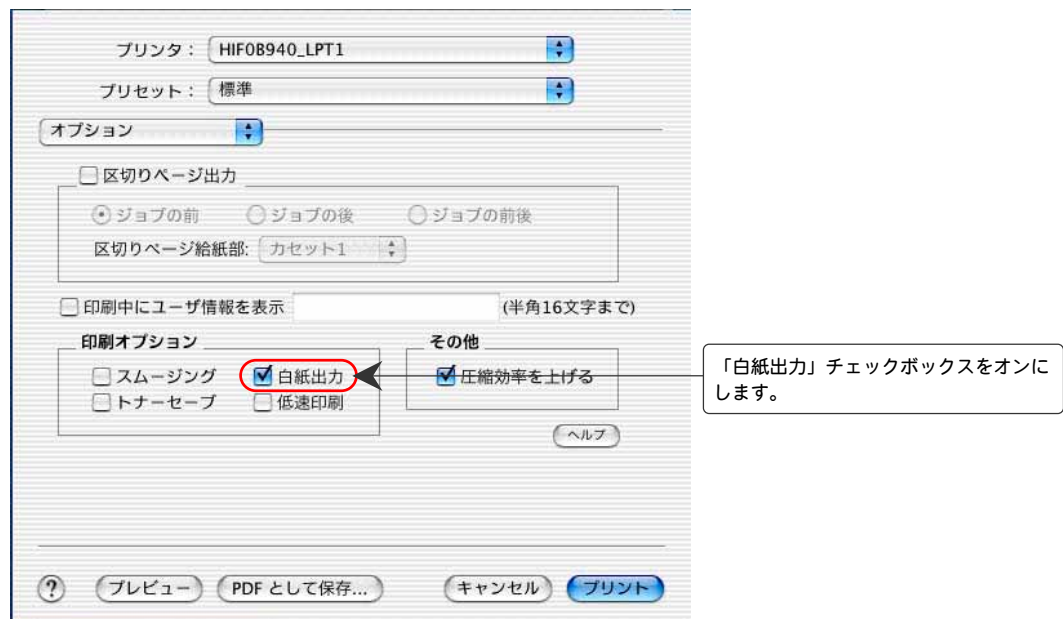 プリンタ： HIF0B940_LPT1
プリセット： 標準
オプション
区切りページ出力
ジョブの前 ジョブの後 ジョブの前後
区切りページ給紙部: カセット1
印刷中にユーザ情報を表示 (半角16文字まで)
印刷オプション その他
スムージング 白紙出力 圧縮効率を上げる
トナーセーブ 低速印刷
「白紙出力」チェックボックスをオンに
します。
ヘルプ
? プレビュー PDF として保存... キャンセル プリント